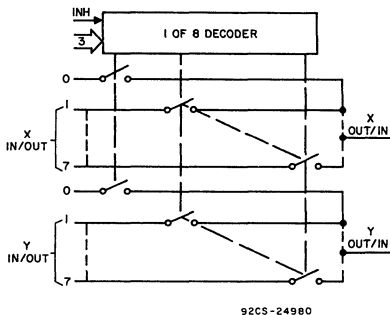 INH
3
1 OF 8 DECODER
0
1
X
IN/OUT
7
X
OUT/IN
0
1
Y
IN/OUT
7
Y
OUT/IN
92CS-24980